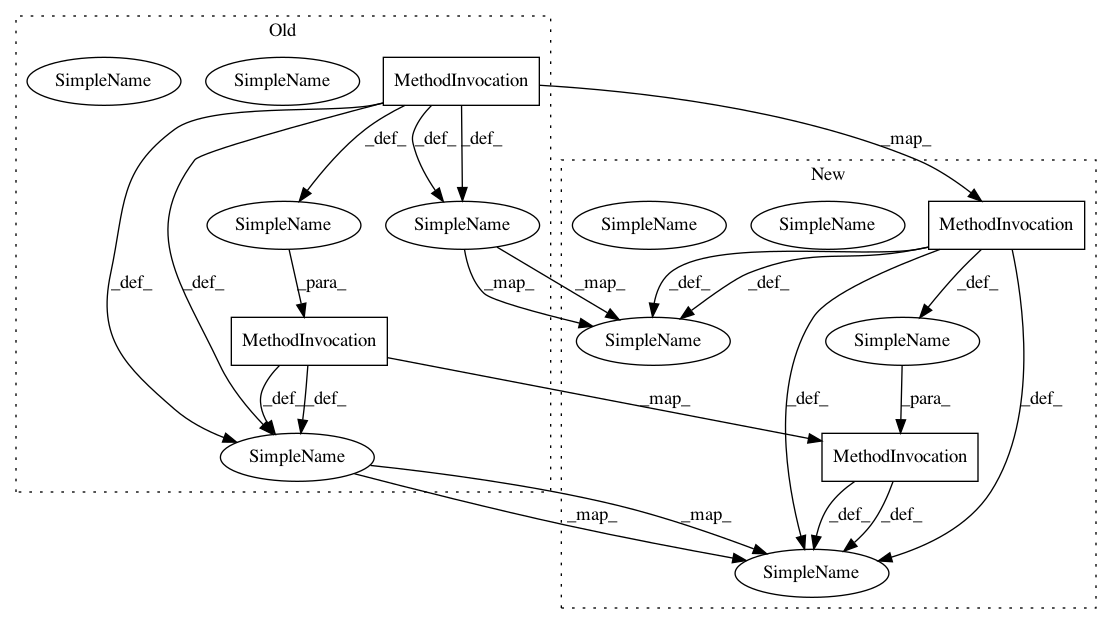 Old
SimpleName
SimpleName
MethodInvocation
_def_
_def_
_def_
_map_
New
SimpleName
SimpleName
SimpleName
SimpleName
MethodInvocation
_def_
_def_
_para_
_map_
_map_
_def_
_def_
_def_
MethodInvocation
SimpleName
SimpleName
_def_
_def_
_map_
_def_
_para_
_def_
SimpleName
MethodInvocation
_map_
_map_
_def_
_def_
SimpleName